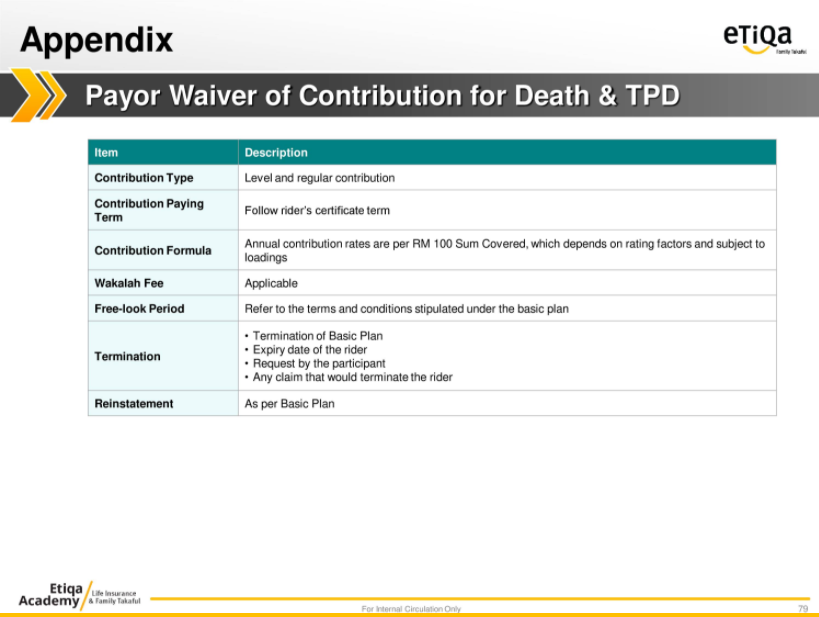 Appendix
eTiQa
Family Takaful
Payor Waiver of Contribution for Death & TPD
Item
Description
Contribution Type
Level and regular contribution
Contribution Paying
Term
Follow rider's certificate term
Contribution Formula
Annual contribution rates are per RM 100 Sum Covered, which depends on rating factors and subject to
loadings
Wakalah Fee
Applicable
Free-look Period
Refer to the terms and conditions stipulated under the basic plan
Termination
• Termination of Basic Plan
• Expiry date of the rider
• Request by the participant
• Any claim that would terminate the rider
Reinstatement
As per Basic Plan
Etiqa
Academy
Life Insurance
& Family Takaful
For Internal Circulation Only
79